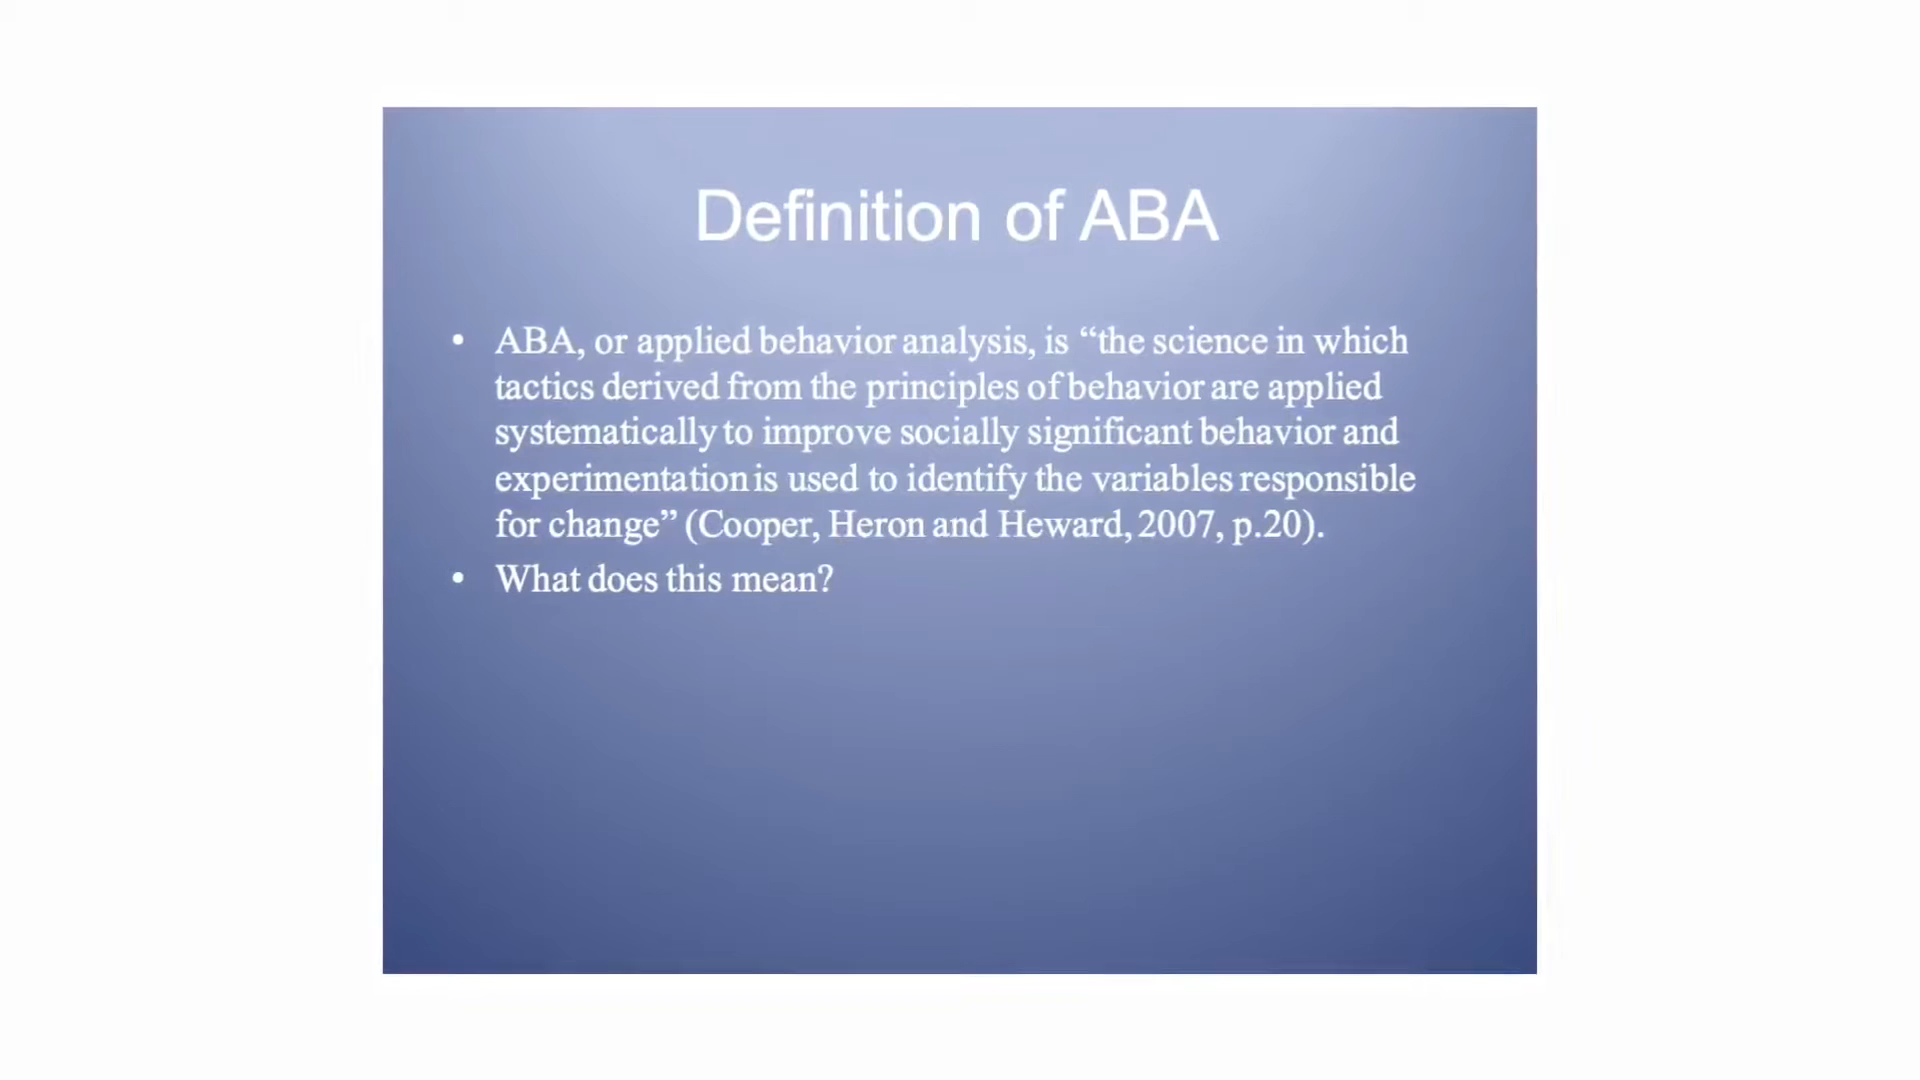 Definition of ABA
• ABA, or applied behavior analysis, is “the science in which
tactics derived from the principles of behavior are applied
systematically to improve socially significant behavior and
experimentation is used to identify the variables responsible
for change” (Cooper, Heron and Heward, 2007, p.20).
• What does this mean?